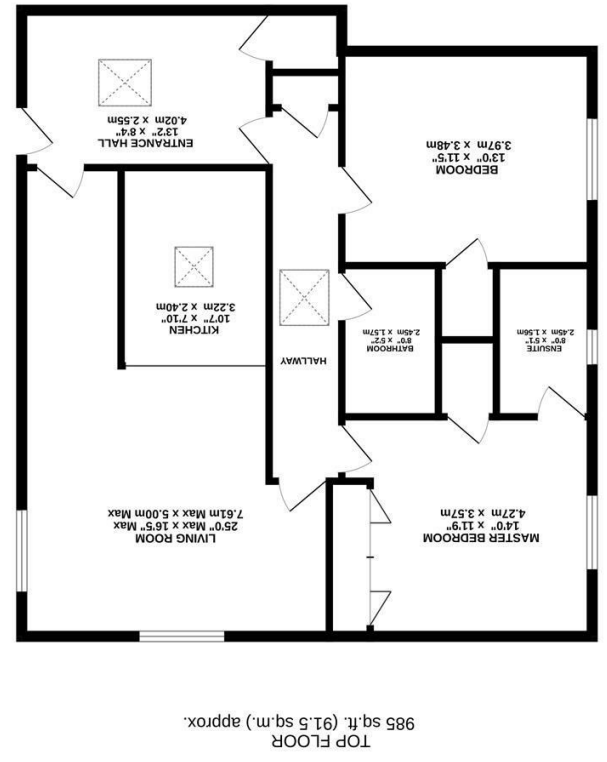 TOP FLOOR
985 sq.ft. (91.5 sq.m.) approx.
MASTER BEDROOM
14'0" x 11'9"
4.27m x 3.57m
LIVING ROOM
25'0" Max x 16'5" Max
7.61m Max x 5.00m Max
ENSUITE
8'0" x 5'1"
2.45m x 1.56m
BATHROOM
8'0" x 5'2"
2.45m x 1.57m
HALLWAY
KITCHEN
10'7" x 7'10"
3.22m x 2.40m
BEDROOM
13'0" x 11'5"
3.97m x 3.48m
ENTRANCE HALL
13'2" x 8'4"
4.02m x 2.55m